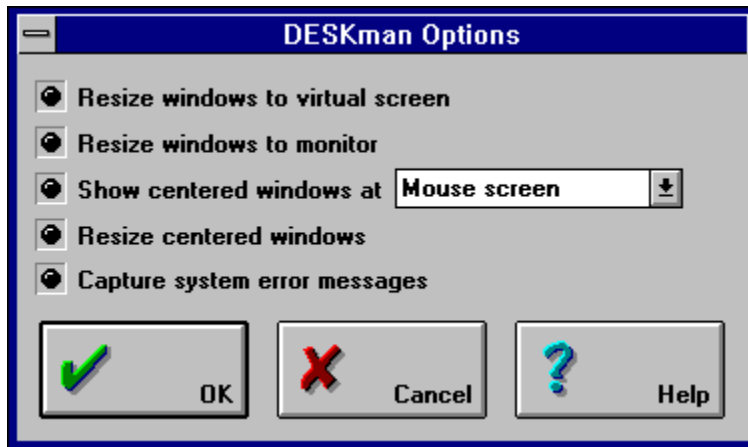 DESKman Options
Resize windows to virtual screen
Resize windows to monitor
Show centered windows at Mouse screen
Resize centered windows
Capture system error messages
OK Cancel Help